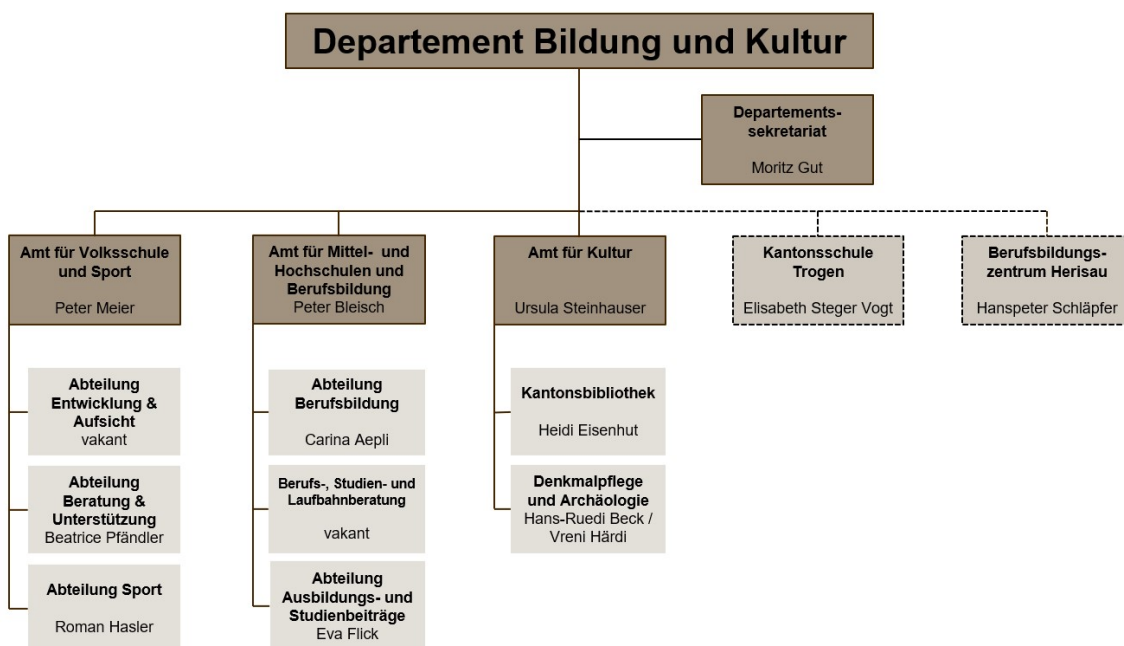 Departement Bildung und Kultur
Departements-
sekretariat
Moritz Gut
Amt für Volksschule
und Sport
Peter Meier
Amt für Mittel- und
Hochschulen und
Berufsbildung
Peter Bleisch
Amt für Kultur
Ursula Steinhauser
Kantonsschule
Trogen
Elisabeth Steger Vogt
Berufsbildungs-
zentrum Herisau
Hanspeter Schläpfer
Abteilung
Entwicklung &
Aufsicht
vakant
Abteilung
Beratung &
Unterstützung
Beatrice Pfändler
Abteilung Sport
Roman Hasler
Abteilung
Berufsbildung
Carina Aepli
Berufs-, Studien- und
Laufbahnberatung
vakant
Abteilung
Ausbildungs- und
Studienbeiträge
Eva Flick
Kantonsbibliothek
Heidi Eisenhut
Denkmalpflege
und Archäologie
Hans-Ruedi Beck /
Vreni Härdi